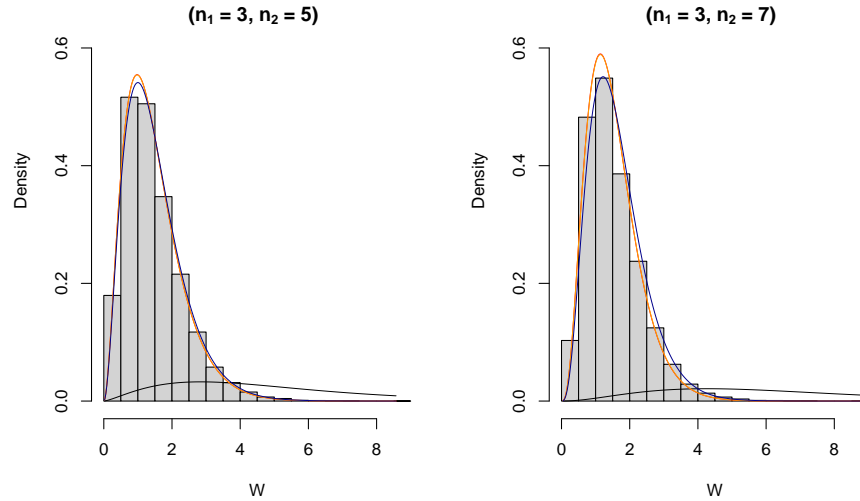 (n₁ = 3, n₂ = 5)
Density
0.0 0.2 0.4 0.6
0 2 4 6 8
W
(n₁ = 3, n₂ = 7)
Density
0.0 0.2 0.4 0.6
0 2 4 6 8
W